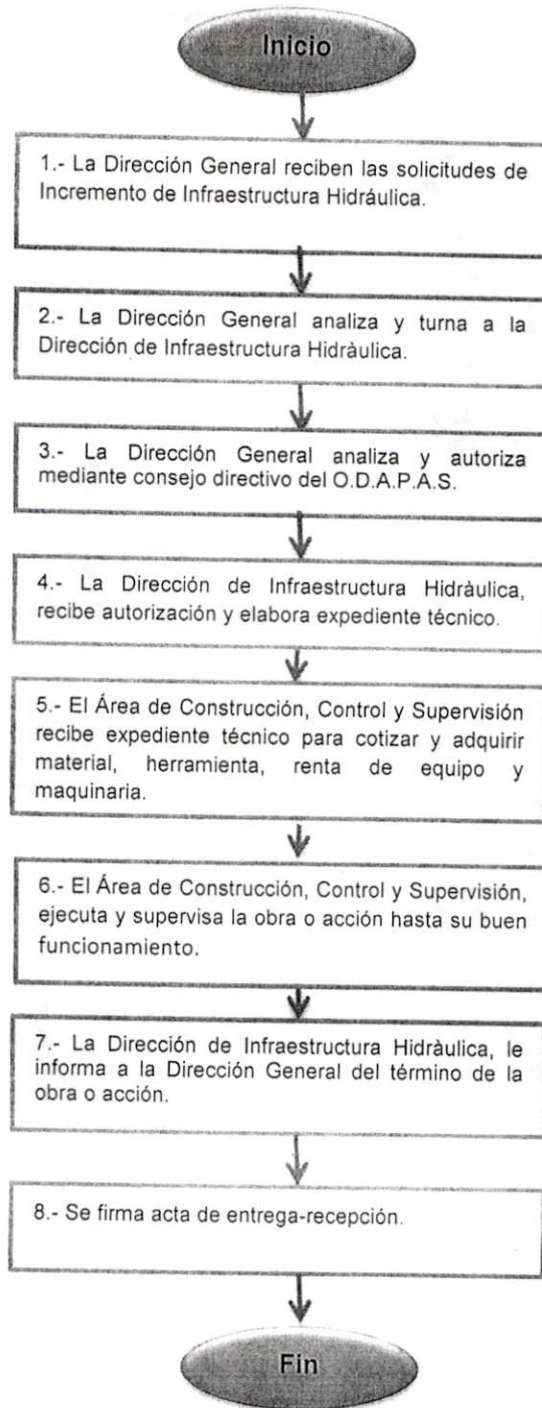 Inicio
1.- La Dirección General reciben las solicitudes de
Incremento de Infraestructura Hidráulica.
2.- La Dirección General analiza y turna a la
Dirección de Infraestructura Hidràulica.
3.- La Dirección General analiza y autoriza
mediante consejo directivo del O.D.A.P.A.S.
4.- La Dirección de Infraestructura Hidràulica,
recibe autorización y elabora expediente técnico.
5.- El Área de Construcción, Control y Supervisión
recibe expediente técnico para cotizar y adquirir
material, herramienta, renta de equipo y
maquinaria.
6.- El Área de Construcción, Control y Supervisión,
ejecuta y supervisa la obra o acción hasta su buen
funcionamiento.
7.- La Dirección de Infraestructura Hidràulica, le
informa a la Dirección General del término de la
obra o acción.
8.- Se firma acta de entrega-recepción.
Fin